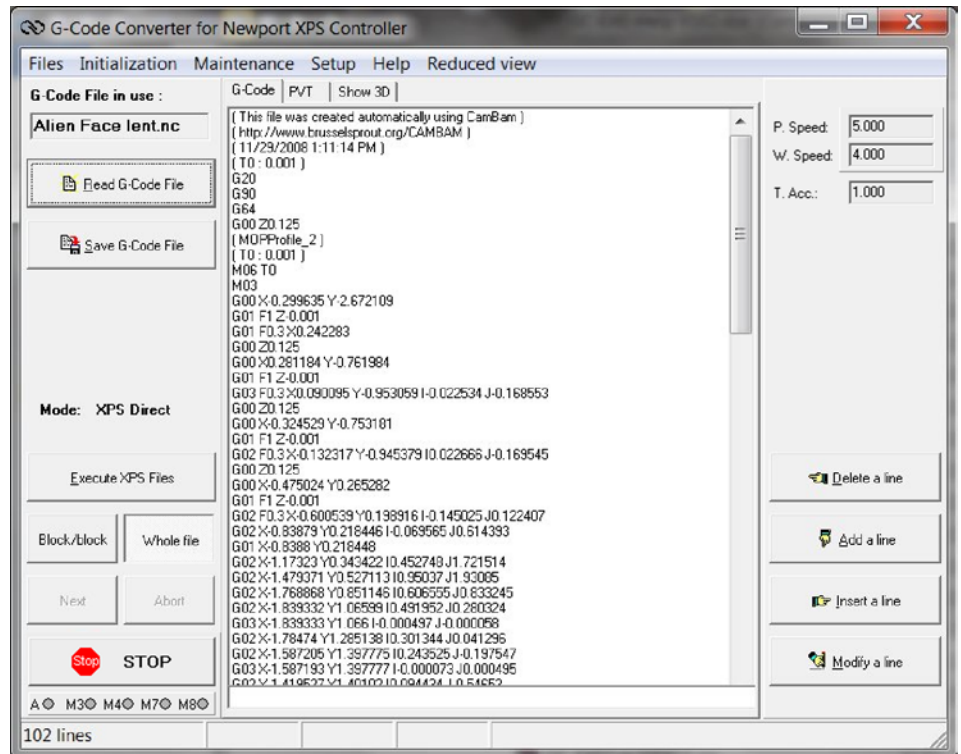 G-Code Converter for Newport XPS Controller
Files Initialization Maintenance Setup Help Reduced view
G-Code File in use :
Alien Face lent.nc
Read G-Code File
Save G-Code File
Mode: XPS Direct
Execute XPS Files
Block/block
Whole file
Next
Abort
Stop STOP
A M3 M4 M7 M8
102 lines
G-Code PVT Show 3D
( This file was created automatically using CamBam )
( http://www.brusselsprout.org/CAMBAM )
( 11/29/2008 1:11:14 PM )
( T0 : 0.001 )
G20
G90
G64
G00 Z0.125
( MOPProfile_2 )
( T0 : 0.001 )
M06 T0
M03
G00 X-0.299635 Y-2.672109
G01 F1 Z-0.001
G01 F0.3 X0.242283
G00 Z0.125
G00 X0.281184 Y-0.761984
G01 F1 Z-0.001
G03 F0.3 X0.090095 Y-0.953059 I-0.022534 J-0.168553
G00 Z0.125
G00 X-0.324529 Y-0.753181
G01 F1 Z-0.001
G02 F0.3 X-0.132317 Y-0.945379 I0.022666 J-0.169545
G00 Z0.125
G00 X-0.475024 Y0.265282
G01 F1 Z-0.001
G02 F0.3 X-0.600539 Y0.198916 I-0.145025 J0.122407
G02 X-0.83879 Y0.218446 I-0.069565 J0.614393
G01 X-0.8388 Y0.218448
G02 X-1.17323 Y0.343422 I0.452748 J1.721514
G02 X-1.479371 Y0.527113 I0.95037 J1.93085
G02 X-1.768868 Y0.851146 I0.606555 J0.833245
G02 X-1.839332 Y1.06599 I0.491952 J0.280324
G03 X-1.839333 Y1.066 I-0.000497 J-0.000058
G02 X-1.78474 Y1.285138 I0.301344 J0.041296
G02 X-1.587205 Y1.397775 I0.243525 J-0.197547
G03 X-1.587193 Y1.397777 I-0.000073 J0.000495
P. Speed: 5.000
W. Speed: 4.000
T. Acc.: 1.000
Delete a line
Add a line
Insert a line
Modify a line